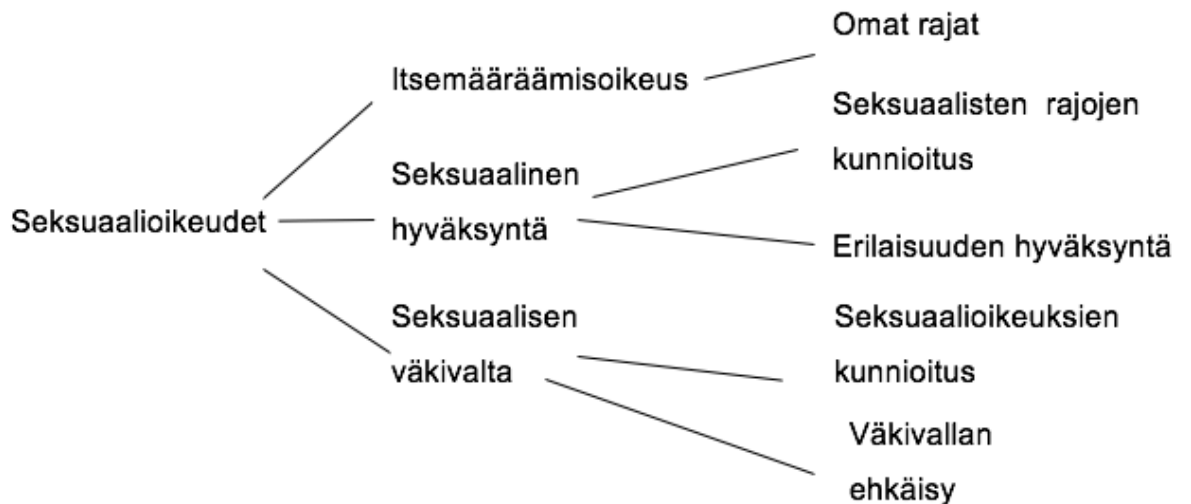 Seksuaalioikeudet
Itsemääräämisoikeus
Seksuaalinen
hyväksyntä
Seksuaalisen
väkivalta
Omat rajat
Seksuaalisten rajojen
kunnioitus
Erilaisuuden hyväksyntä
Seksuaalioikeuksien
kunnioitus
Väkivallan
ehkäisy